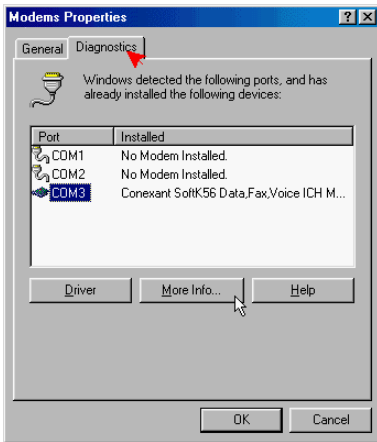 Modems Properties
General Diagnostics
Windows detected the following ports, and has
already installed the following devices:
Port Installed
COM1 No Modem Installed.
COM2 No Modem Installed.
COM3 Conexant SoftK56 Data,Fax,Voice ICH M...
Driver More Info... Help
OK Cancel